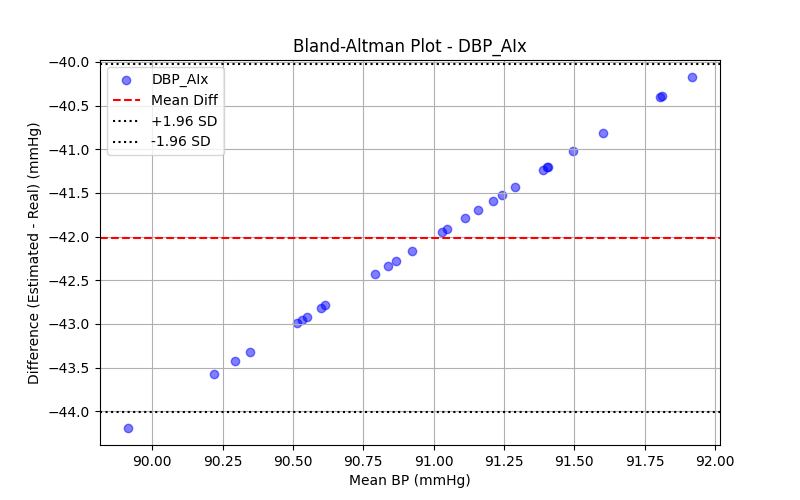 Bland-Altman Plot - DBP_AIx
Difference (Estimated - Real) (mmHg)
−40.0
−40.5
−41.0
−41.5
−42.0
−42.5
−43.0
−43.5
−44.0
DBP_AIx
Mean Diff
+1.96 SD
-1.96 SD
90.00 90.25 90.50 90.75 91.00 91.25 91.50 91.75 92.00
Mean BP (mmHg)